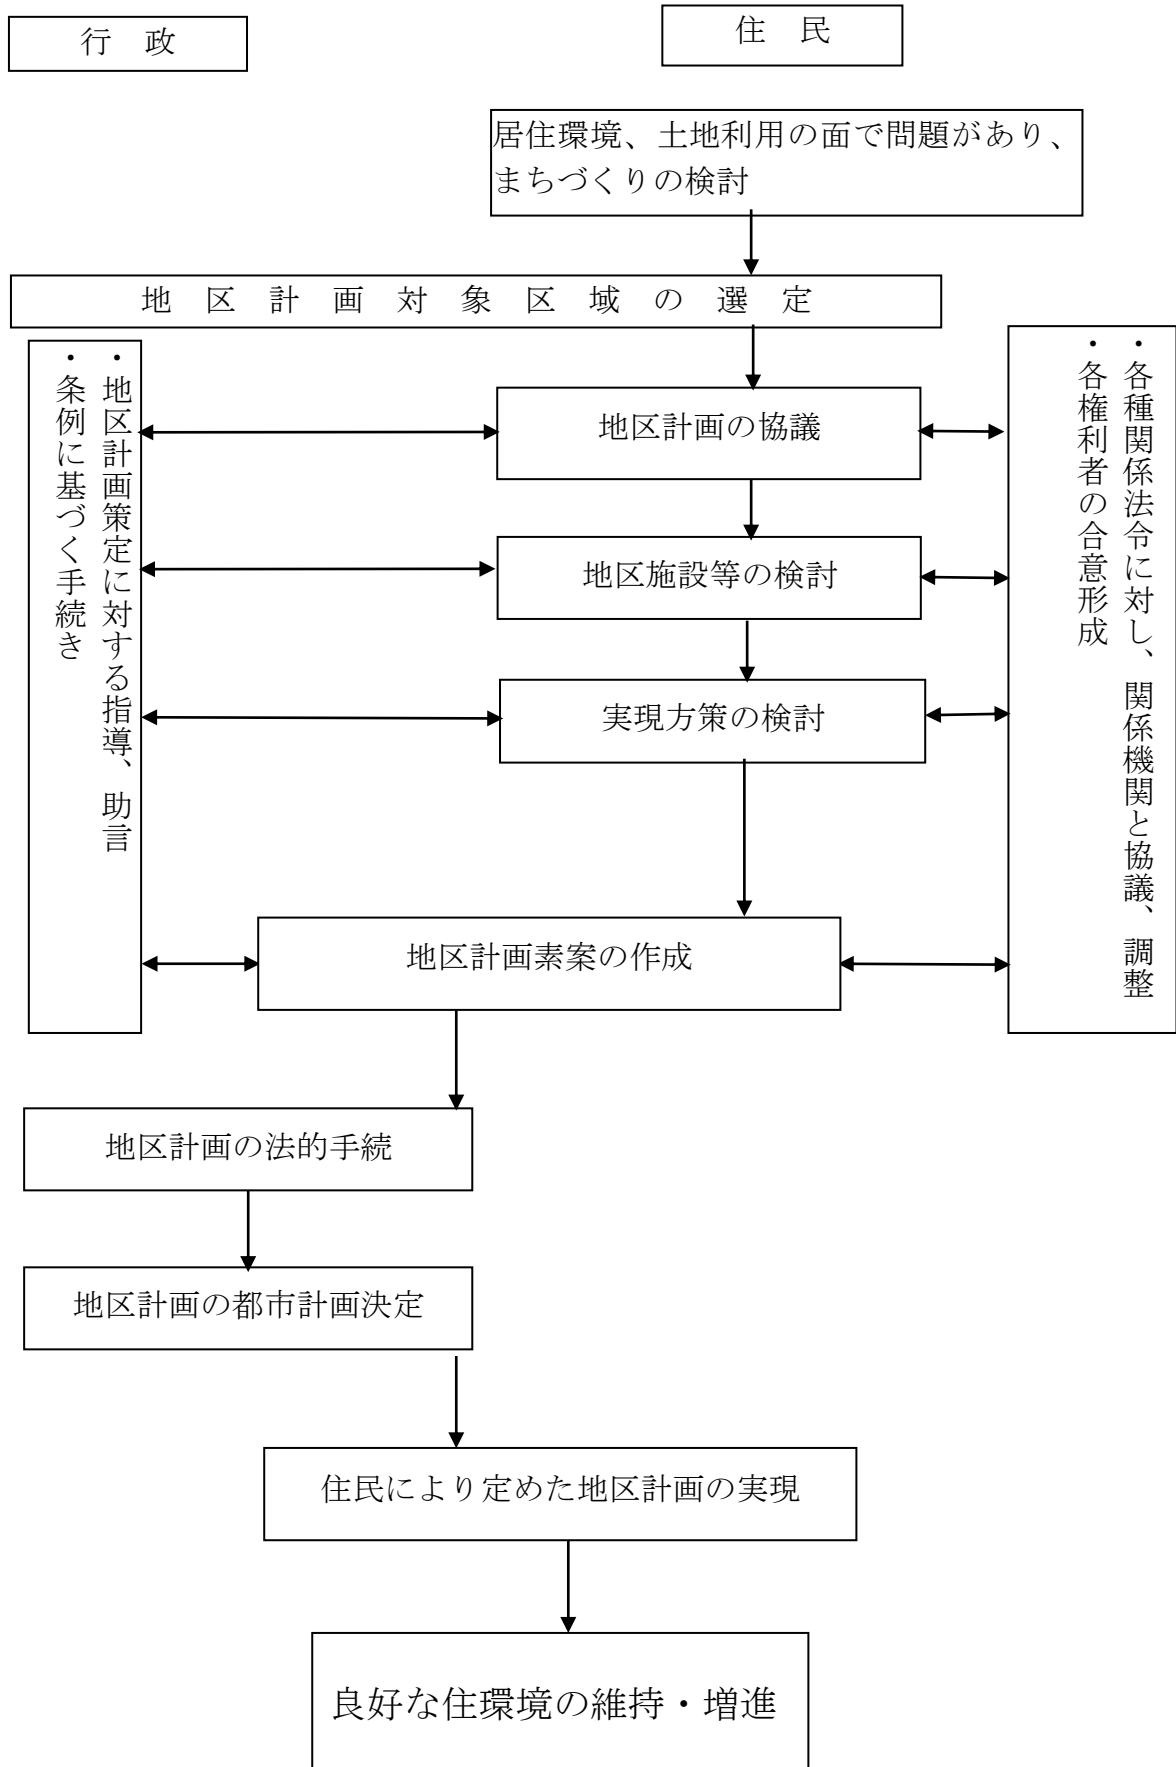 行　政
住　民
居住環境、土地利用の面で問題があり、
まちづくりの検討
地　区　計　画　対　象　区　域　の　選　定
・地区計画策定に対する指導、助言
・条例に基づく手続き
地区計画の協議
・各種関係法令に対し、関係機関と協議、調整
・各権利者の合意形成
地区施設等の検討
実現方策の検討
地区計画素案の作成
地区計画の法的手続
地区計画の都市計画決定
住民により定めた地区計画の実現
良好な住環境の維持・増進